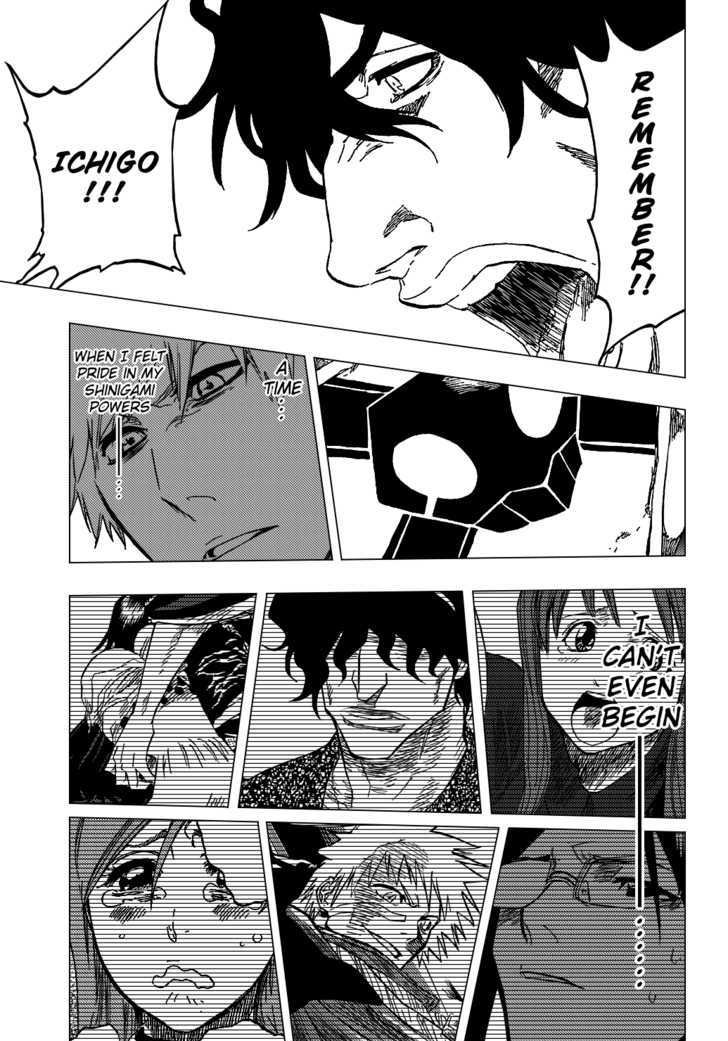 REMEMBER!!
ICHIGO
!!!
A
TIME
....
WHEN I FELT
PRIDE IN MY
SHINIGAMI
POWERS
....
I
CAN'T
EVEN
BEGIN
......